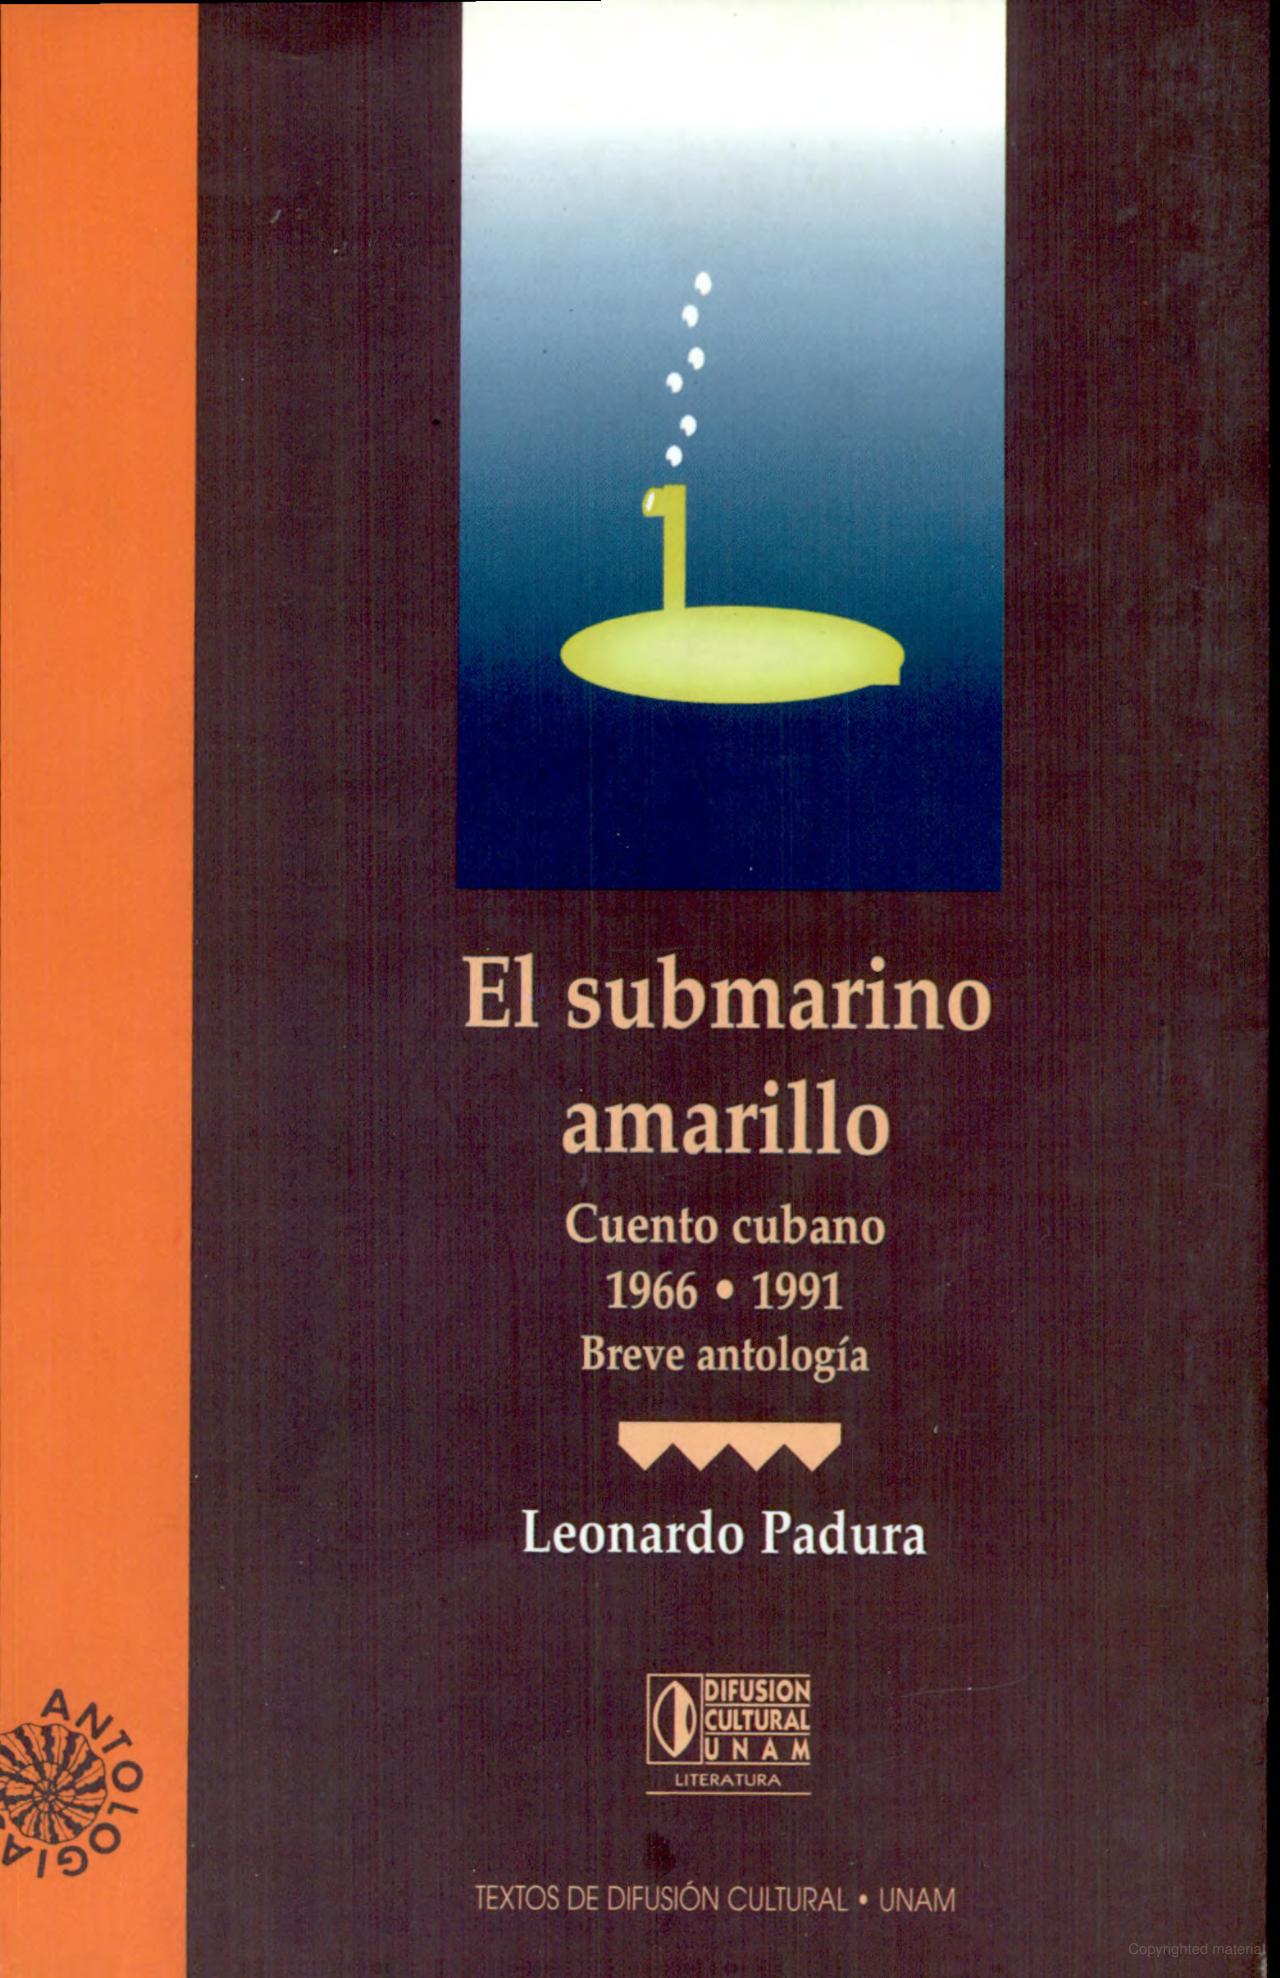 El submarino
amarillo
Cuento cubano
1966 • 1991
Breve antología
Leonardo Padura
DIFUSION
CULTURAL
UNAM
LITERATURA
ANTOLOGIA
TEXTOS DE DIFUSIÓN CULTURAL • UNAM
Copyrighted material